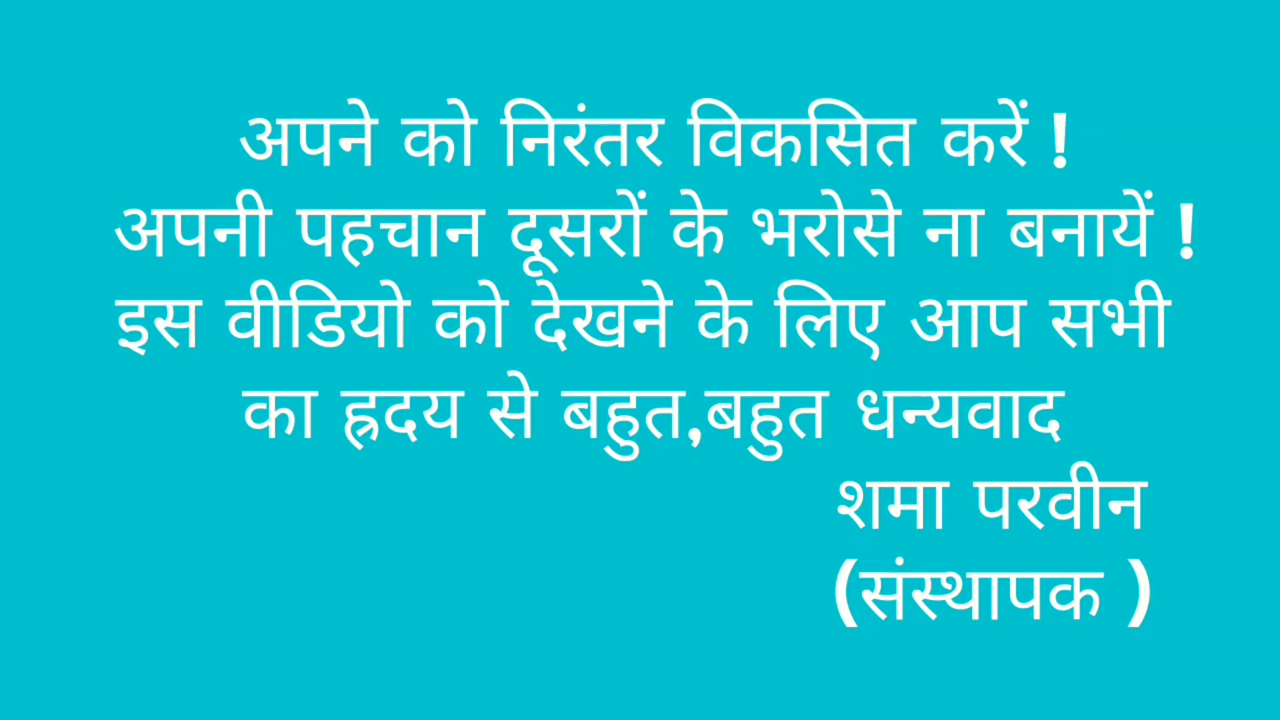 अपने को निरंतर विकसित करें !
अपनी पहचान दूसरों के भरोसे ना बनायें !
इस वीडियो को देखने के लिए आप सभी
का ह्रदय से बहुत,बहुत धन्यवाद
शमा परवीन
(संस्थापक )